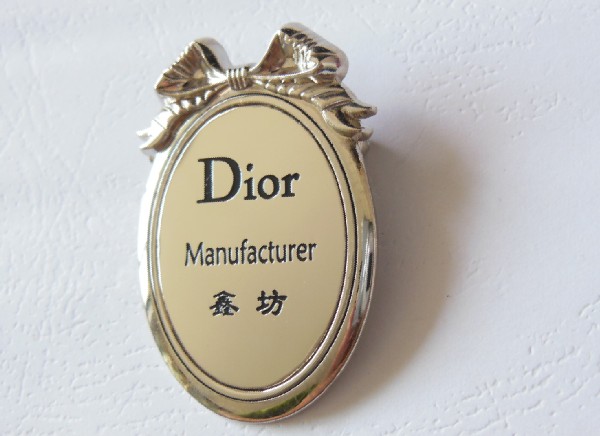 Dior
Manufacturer
鑫坊